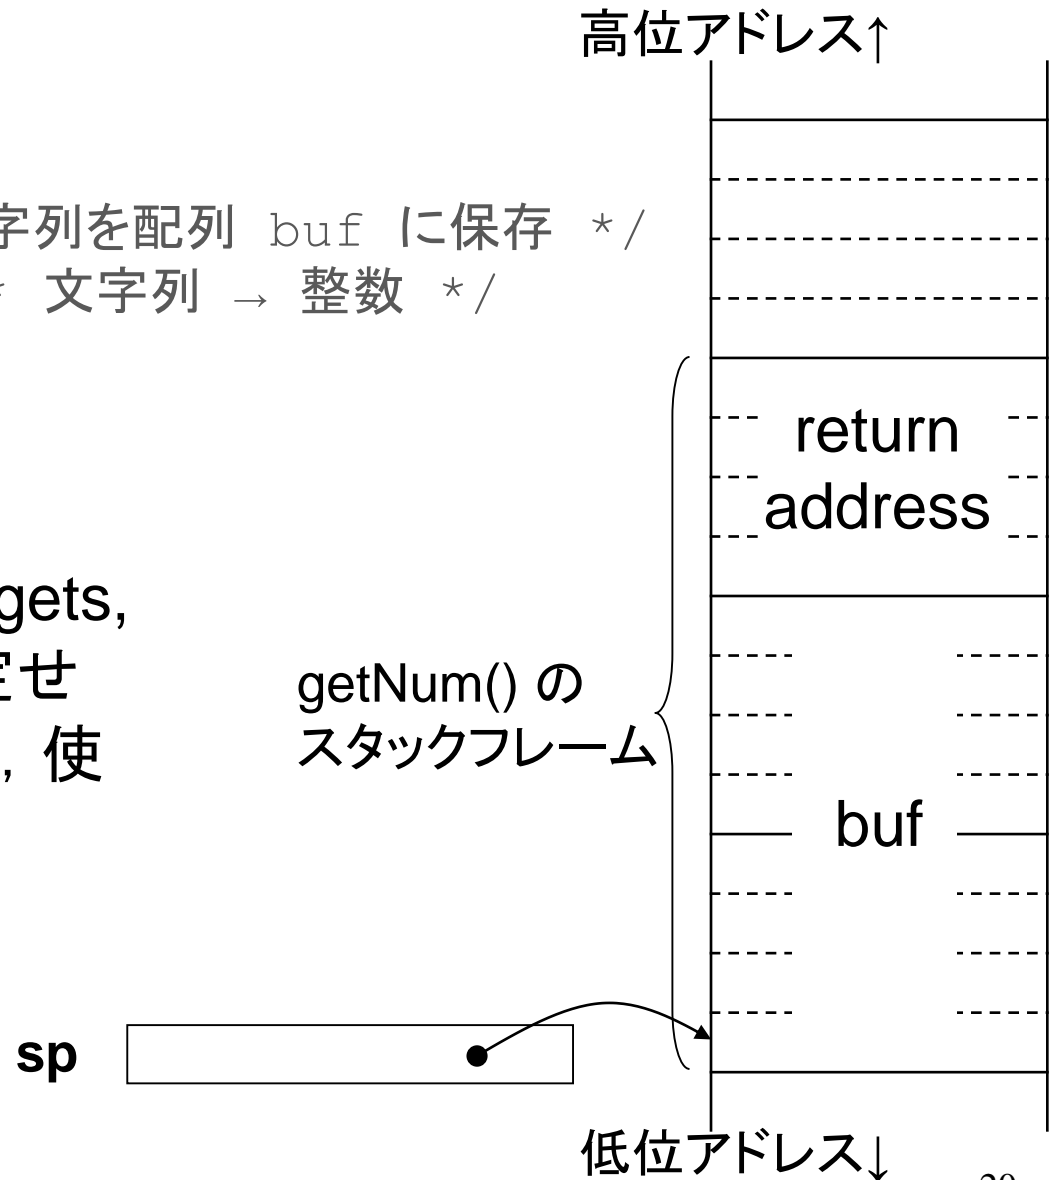 高位アドレス↑
字列を配列 buf に保存 */
* 文字列 → 整数 */
return
address
gets,
定せ
, 使
getNum() の
スタックフレーム
buf
sp
低位アドレス↓